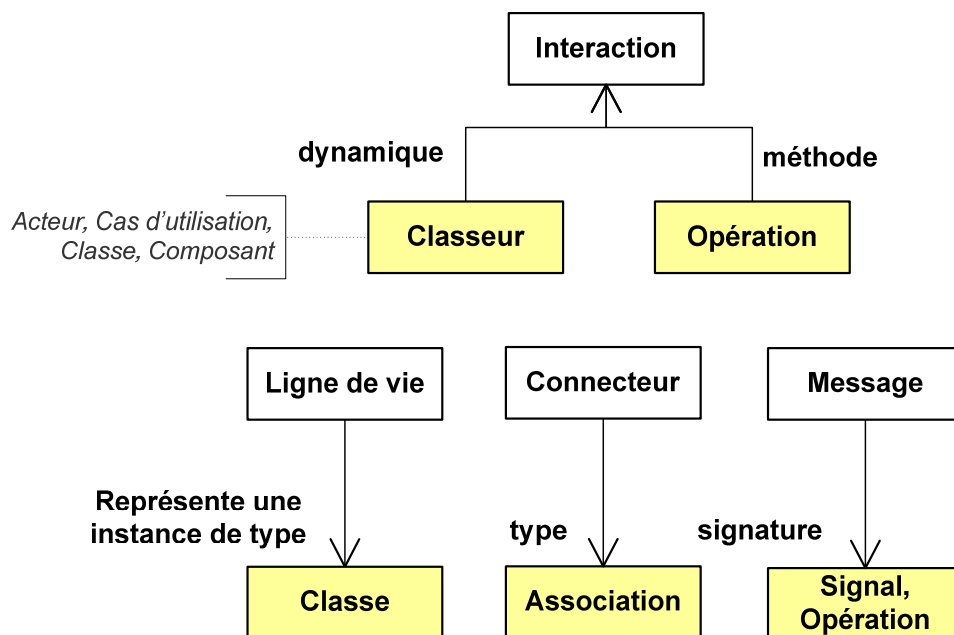 Interaction
dynamique
méthode
Acteur, Cas d'utilisation,
Classe, Composant
Classeur
Opération
Ligne de vie
Connecteur
Message
Représente une
instance de type
type
signature
Classe
Association
Signal,
Opération